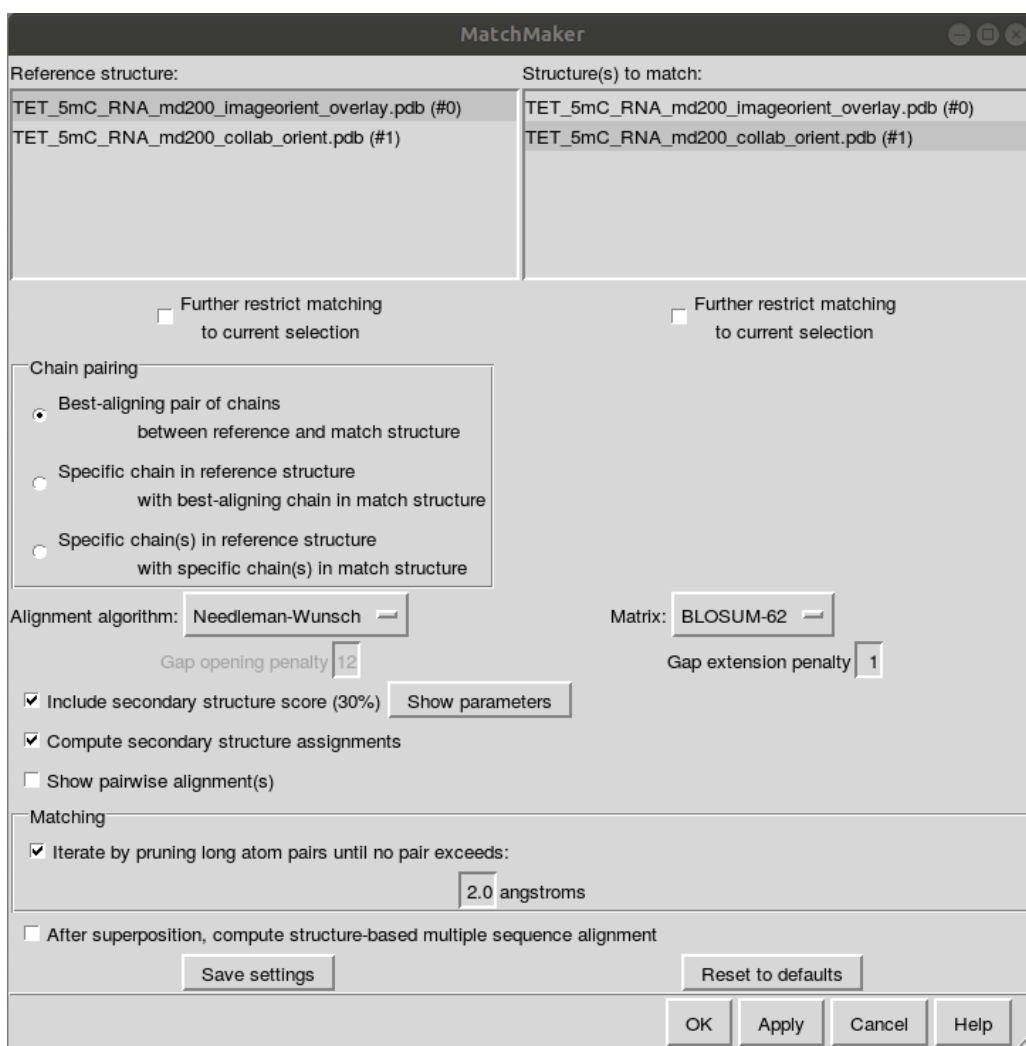 MatchMaker
Reference structure:
Structure(s) to match:
TET_5mC_RNA_md200_imageorient_overlay.pdb (#0)
TET_5mC_RNA_md200_collab_orient.pdb (#1)
TET_5mC_RNA_md200_imageorient_overlay.pdb (#0)
TET_5mC_RNA_md200_collab_orient.pdb (#1)
Further restrict matching
to current selection
Further restrict matching
to current selection
Chain pairing
Best-aligning pair of chains
between reference and match structure
Specific chain in reference structure
with best-aligning chain in match structure
Specific chain(s) in reference structure
with specific chain(s) in match structure
Alignment algorithm: Needleman-Wunsch
Matrix: BLOSUM-62
Gap opening penalty 12
Gap extension penalty 1
Include secondary structure score (30%) Show parameters
Compute secondary structure assignments
Show pairwise alignment(s)
Matching
Iterate by pruning long atom pairs until no pair exceeds:
2.0 angstroms
After superposition, compute structure-based multiple sequence alignment
Save settings
Reset to defaults
OK
Apply
Cancel
Help